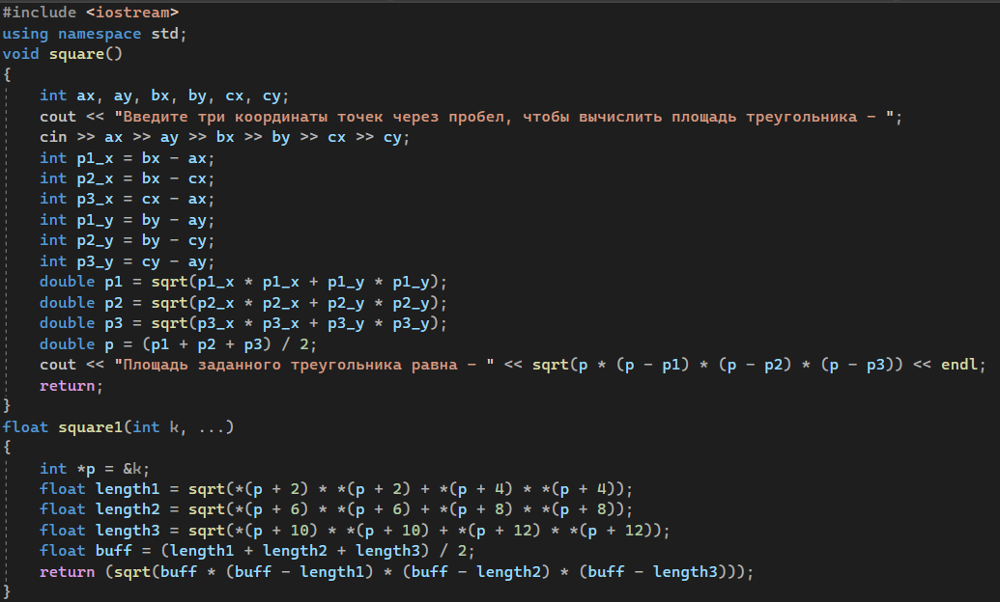 #include <iostream>
using namespace std;
void square()
{
    int ax, ay, bx, by, cx, cy;
    cout << "Введите три координаты точек через пробел, чтобы вычислить площадь треугольника - ";
    cin >> ax >> ay >> bx >> by >> cx >> cy;
    int p1_x = bx - ax;
    int p2_x = bx - cx;
    int p3_x = cx - ax;
    int p1_y = by - ay;
    int p2_y = by - cy;
    int p3_y = cy - ay;
    double p1 = sqrt(p1_x * p1_x + p1_y * p1_y);
    double p2 = sqrt(p2_x * p2_x + p2_y * p2_y);
    double p3 = sqrt(p3_x * p3_x + p3_y * p3_y);
    double p = (p1 + p2 + p3) / 2;
    cout << "Площадь заданного треугольника равна - " << sqrt(p * (p - p1) * (p - p2) * (p - p3)) << endl;
    return;
}
float square1(int k, ...)
{
    int *p = &k;
    float length1 = sqrt(*(p + 2) * *(p + 2) + *(p + 4) * *(p + 4));
    float length2 = sqrt(*(p + 6) * *(p + 6) + *(p + 8) * *(p + 8));
    float length3 = sqrt(*(p + 10) * *(p + 10) + *(p + 12) * *(p + 12));
    float buff = (length1 + length2 + length3) / 2;
    return (sqrt(buff * (buff - length1) * (buff - length2) * (buff - length3)));
}